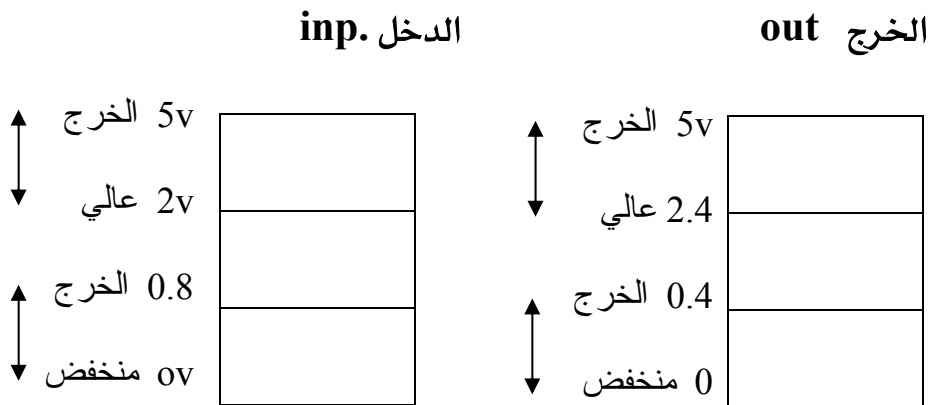 الخرج out
الدخل inp.
5v الخرج
2v عالي
0.8 الخرج
ov منخفض
5v الخرج
2.4 عالي
0.4 الخرج
0 منخفض